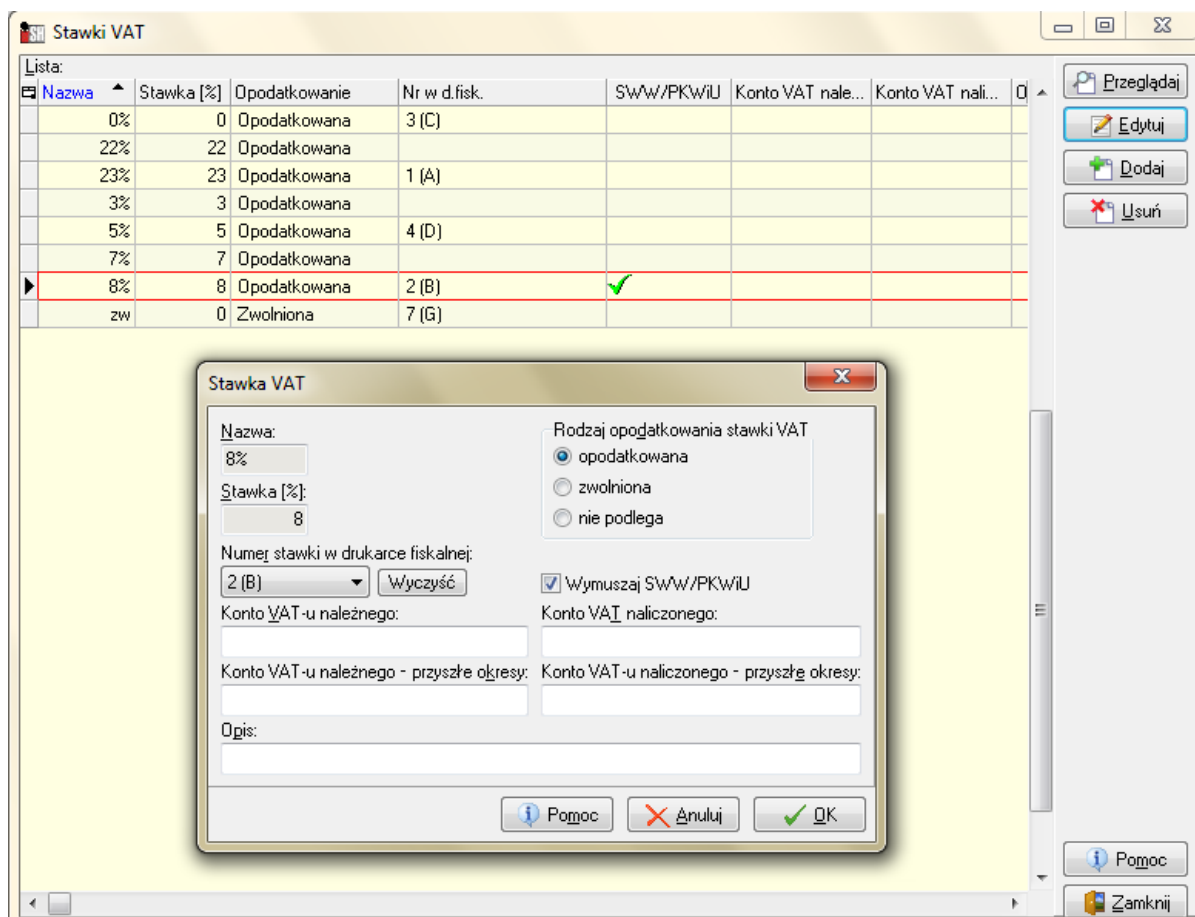 Stawki VAT
Lista:
Nazwa Stawka [%] Opodatkowanie Nr w d.fisk. SWW/PKWiU Konto VAT nale... Konto VAT nali... O
0% 0 Opodatkowana 3 (C)
22% 22 Opodatkowana
23% 23 Opodatkowana 1 (A)
3% 3 Opodatkowana
5% 5 Opodatkowana 4 (D)
7% 7 Opodatkowana
8% 8 Opodatkowana 2 (B)
zw 0 Zwolniona 7 (G)
Przeglądaj
Edytuj
Dodaj
Usuń
Stawka VAT
Nazwa:
8%
Stawka [%]:
8
Rodzaj opodatkowania stawki VAT
opodatkowana
zwolniona
nie podlega
Numer stawki w drukarce fiskalnej:
2 (B) Wyczyść
Wymuszaj SWW/PKWiU
Konto VAT-u należnego: Konto VAT naliczonego:
Konto VAT-u należnego - przyszłe okresy: Konto VAT-u naliczonego - przyszłe okresy:
Opis:
Pomoc Anuluj OK
Pomoc
Zamknij